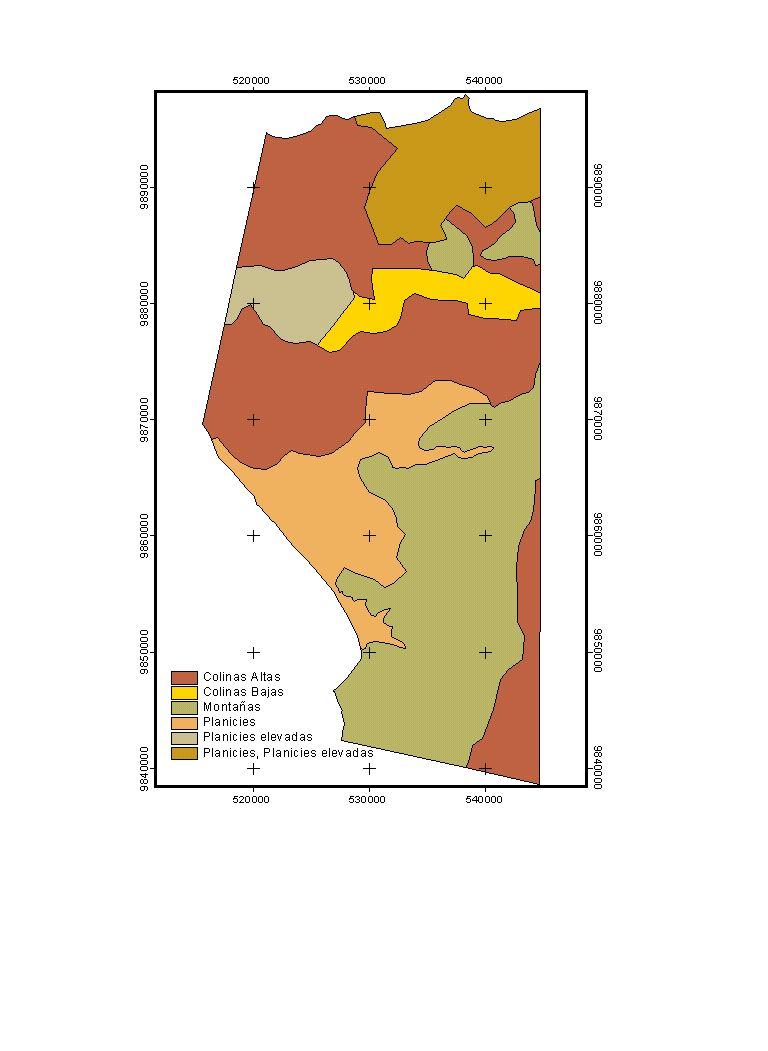 520000 530000 540000
9890000 9890000
9880000 9880000
9870000 9870000
9860000 9860000
9850000 9850000
Colinas Altas
Colinas Bajas
Montañas
Planicies
Planicies elevadas
Planicies, Planicies elevadas
9840000 9840000
520000 530000 540000